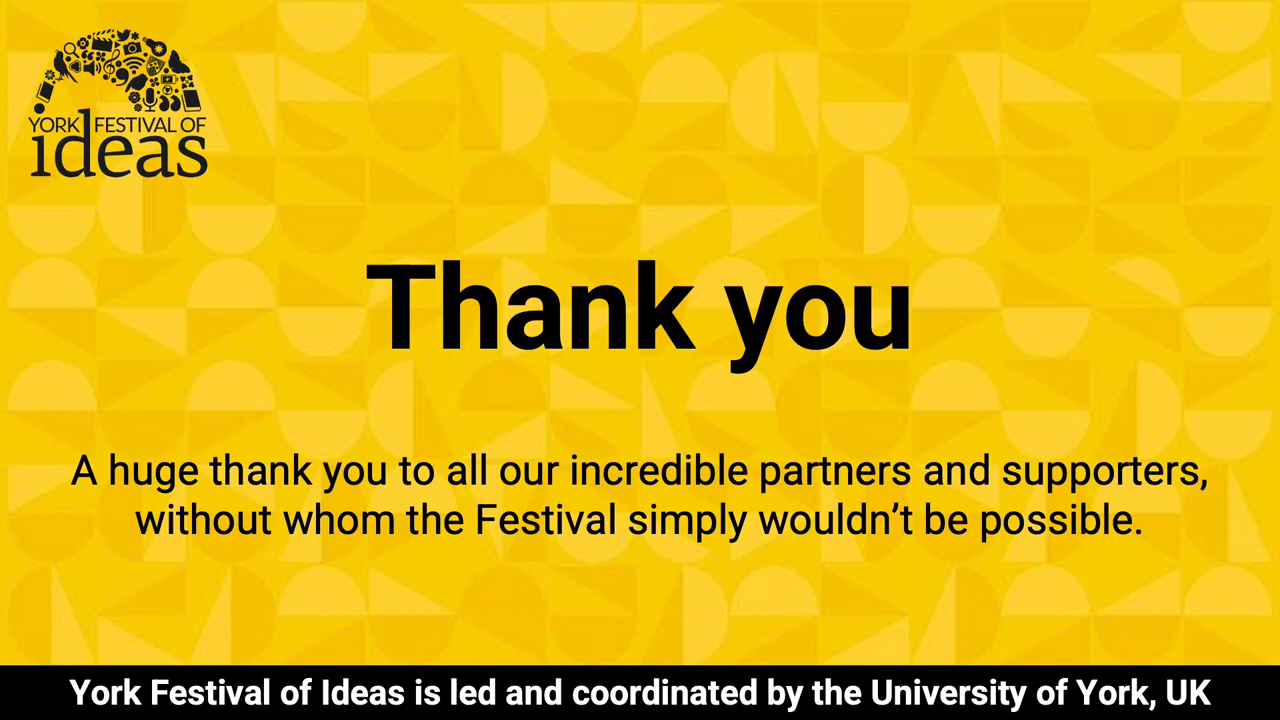 YORK FESTIVAL OF
ideas
Thank you
A huge thank you to all our incredible partners and supporters,
without whom the Festival simply wouldn’t be possible.
York Festival of Ideas is led and coordinated by the University of York, UK